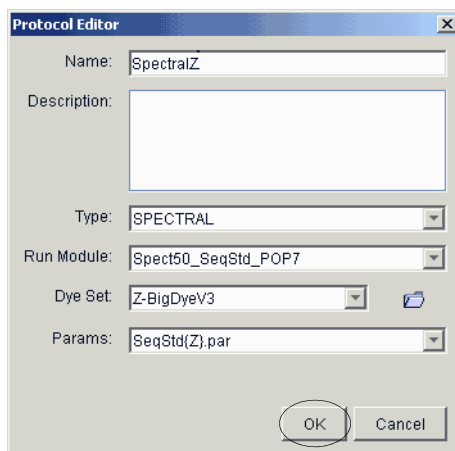 Protocol Editor
Name: SpectralZ
Description:
Type: SPECTRAL
Run Module: Spect50_SeqStd_POP7
Dye Set: Z-BigDyeV3
Params: SeqStd{Z}.par
OK Cancel